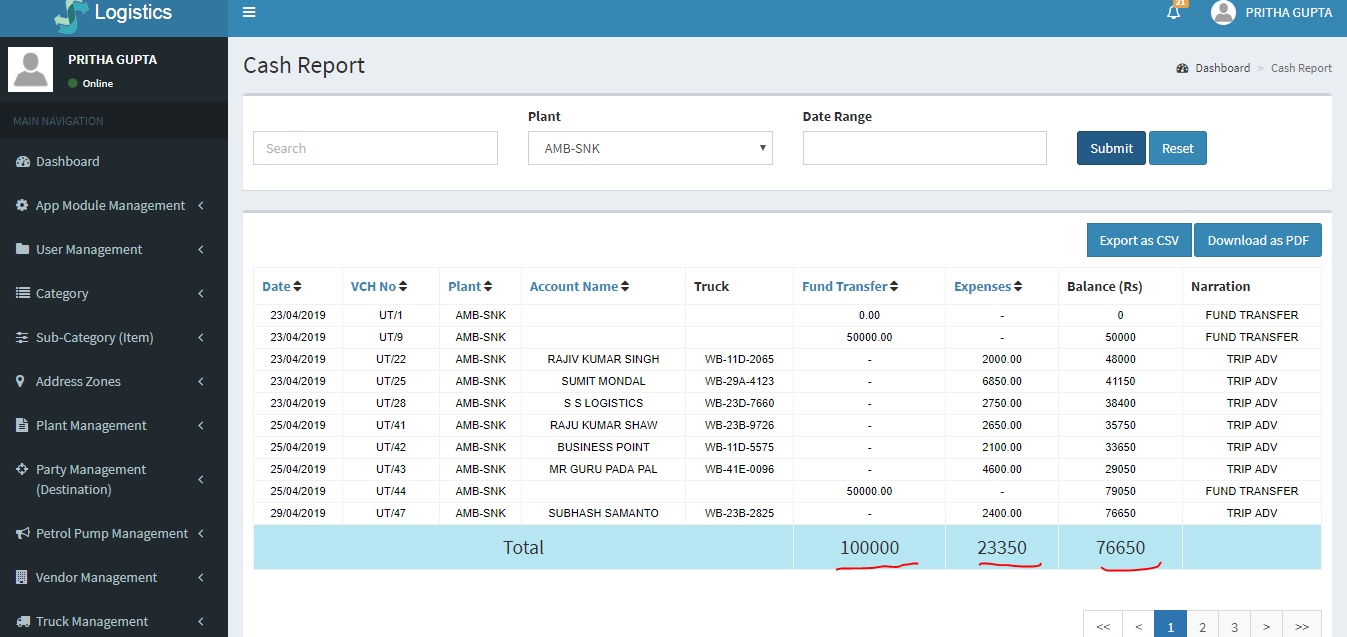 Logistics
21
PRITHA GUPTA
PRITHA GUPTA
Online
MAIN NAVIGATION
Dashboard
App Module Management
User Management
Category
Sub-Category (Item)
Address Zones
Plant Management
Party Management
(Destination)
Petrol Pump Management
Vendor Management
Truck Management
Cash Report
Dashboard > Cash Report
Plant Date Range
Search AMB-SNK Submit Reset
Export as CSV Download as PDF
Date VCH No Plant Account Name Truck Fund Transfer Expenses Balance (Rs) Narration
23/04/2019 UT/1 AMB-SNK 0.00 - 0 FUND TRANSFER
23/04/2019 UT/9 AMB-SNK 50000.00 - 50000 FUND TRANSFER
23/04/2019 UT/22 AMB-SNK RAJIV KUMAR SINGH WB-11D-2065 - 2000.00 48000 TRIP ADV
23/04/2019 UT/25 AMB-SNK SUMIT MONDAL WB-29A-4123 - 6850.00 41150 TRIP ADV
23/04/2019 UT/28 AMB-SNK S S LOGISTICS WB-23D-7660 - 2750.00 38400 TRIP ADV
25/04/2019 UT/41 AMB-SNK RAJU KUMAR SHAW WB-23B-9726 - 2650.00 35750 TRIP ADV
25/04/2019 UT/42 AMB-SNK BUSINESS POINT WB-11D-5575 - 2100.00 33650 TRIP ADV
25/04/2019 UT/43 AMB-SNK MR GURU PADA PAL WB-41E-0096 - 4600.00 29050 TRIP ADV
25/04/2019 UT/44 AMB-SNK 50000.00 - 79050 FUND TRANSFER
29/04/2019 UT/47 AMB-SNK SUBHASH SAMANTO WB-23B-2825 - 2400.00 76650 TRIP ADV
Total 100000 23350 76650
<< < 1 2 3 > >>